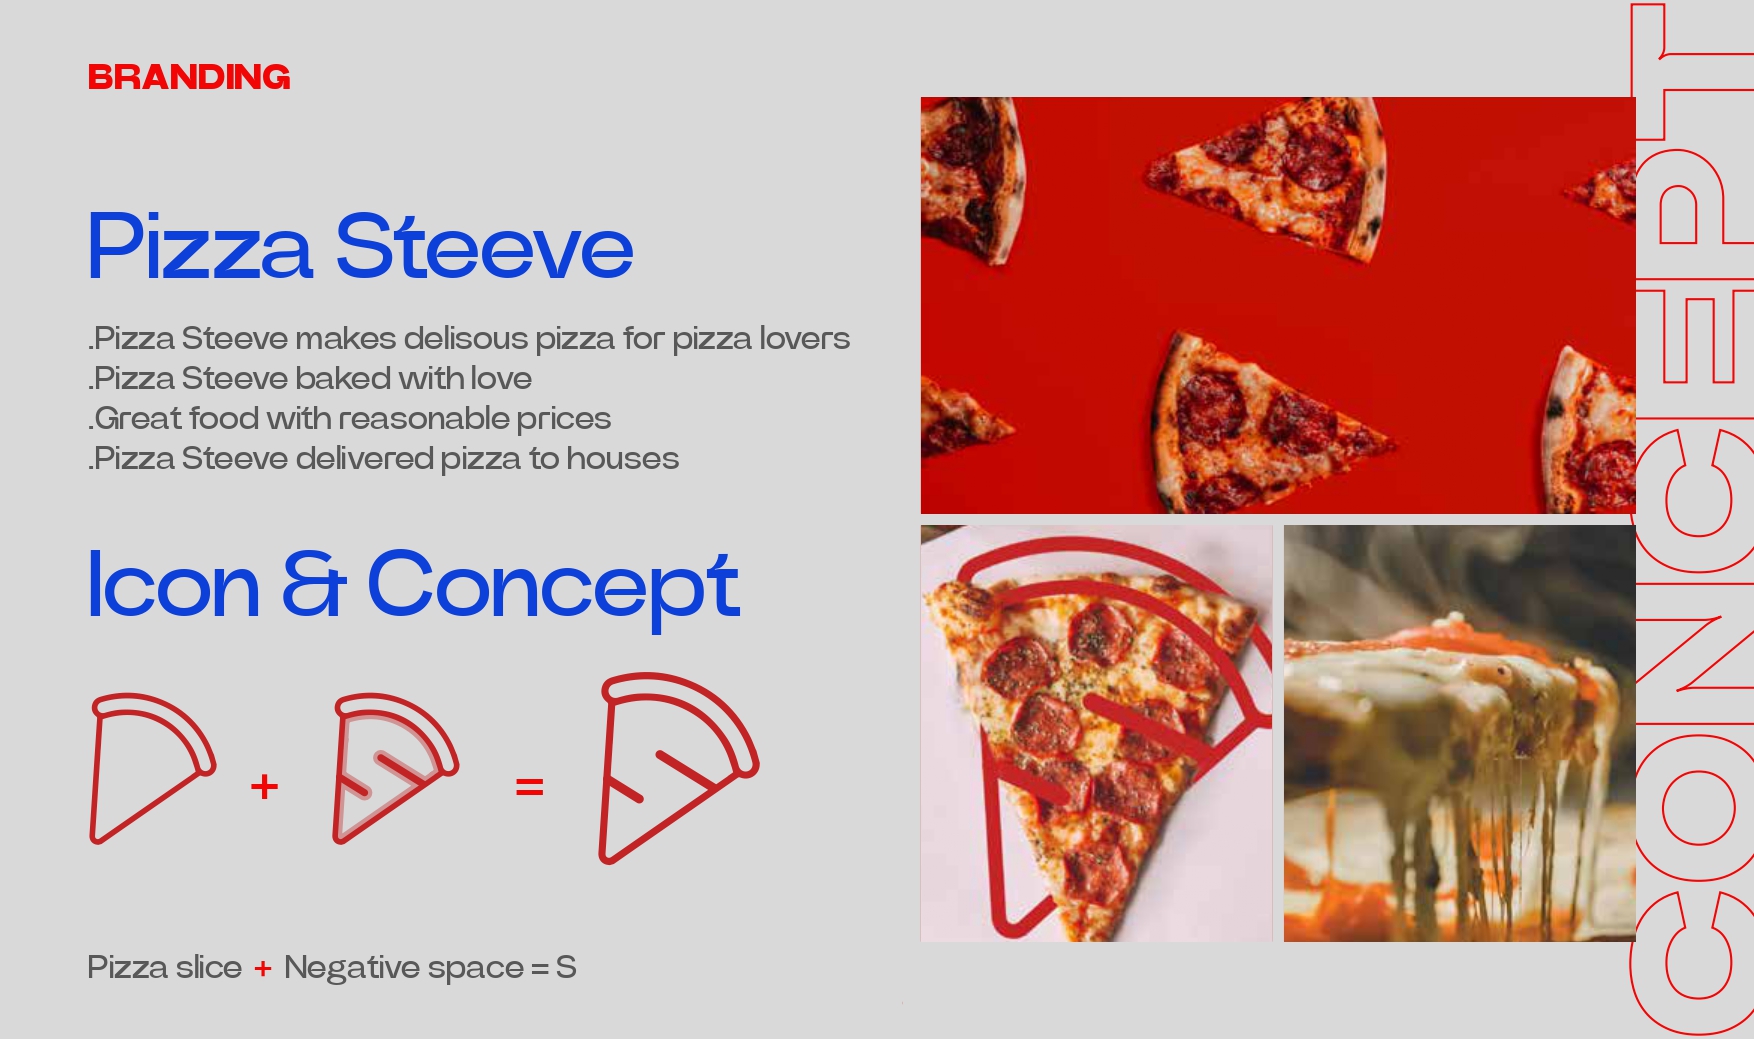 BRANDING
Pizza Steeve
.Pizza Steeve makes delisous pizza for pizza lovers
.Pizza Steeve baked with love
.Great food with reasonable prices
.Pizza Steeve delivered pizza to houses
Icon & Concept
+ =
Pizza slice + Negative space = S
CONCEPT